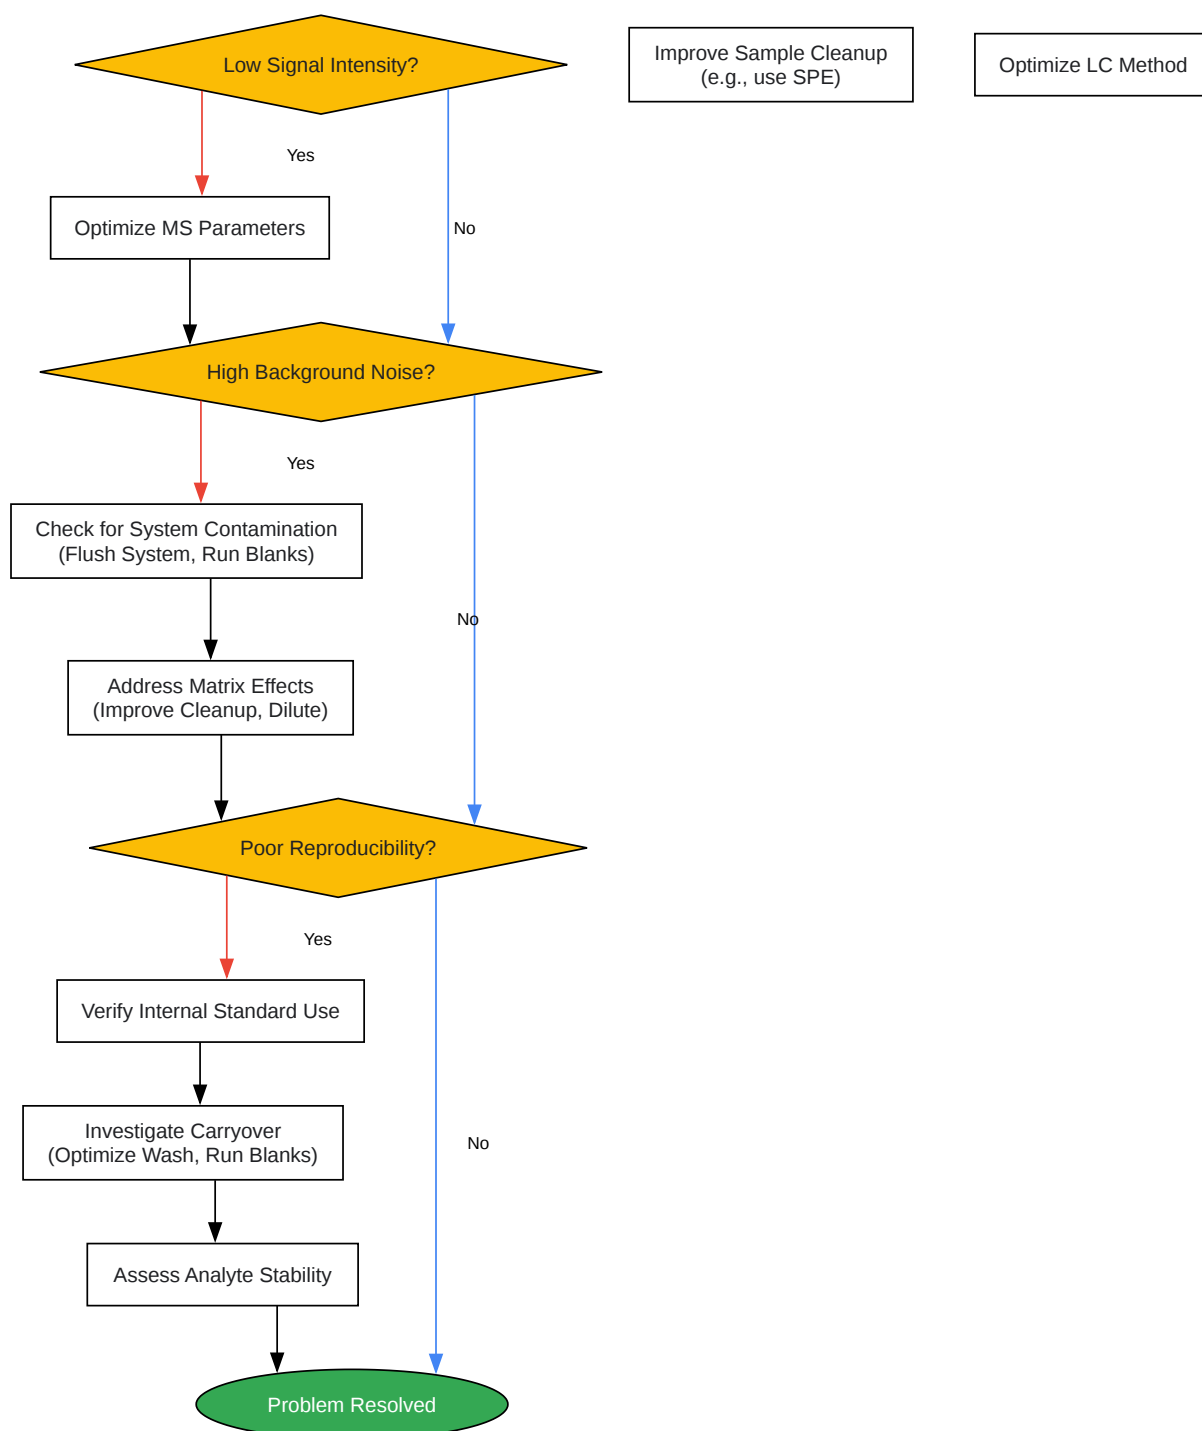 Low Signal Intensity?
Improve Sample Cleanup
(e.g., use SPE)
Optimize LC Method
Yes
Optimize MS Parameters
No
High Background Noise?
Yes
Check for System Contamination
(Flush System, Run Blanks)
No
Address Matrix Effects
(Improve Cleanup, Dilute)
Poor Reproducibility?
Yes
Verify Internal Standard Use
Investigate Carryover
(Optimize Wash, Run Blanks)
No
Assess Analyte Stability
Problem Resolved